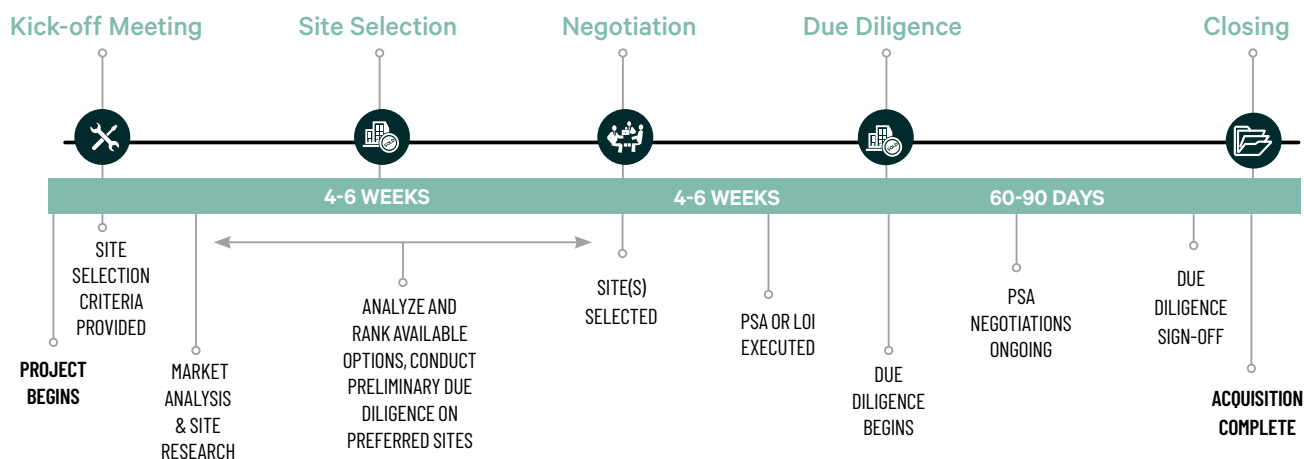 Kick-off Meeting
Site Selection
Negotiation
Due Diligence
Closing
4-6 WEEKS
4-6 WEEKS
60-90 DAYS
PROJECT
BEGINS
SITE
SELECTION
CRITERIA
PROVIDED
MARKET
ANALYSIS
& SITE
RESEARCH
ANALYZE AND
RANK AVAILABLE
OPTIONS, CONDUCT
PRELIMINARY DUE
DILIGENCE ON
PREFERRED SITES
SITE(S)
SELECTED
PSA OR LOI
EXECUTED
DUE
DILIGENCE
BEGINS
PSA
NEGOTIATIONS
ONGOING
DUE
DILIGENCE
SIGN-OFF
ACQUISITION
COMPLETE